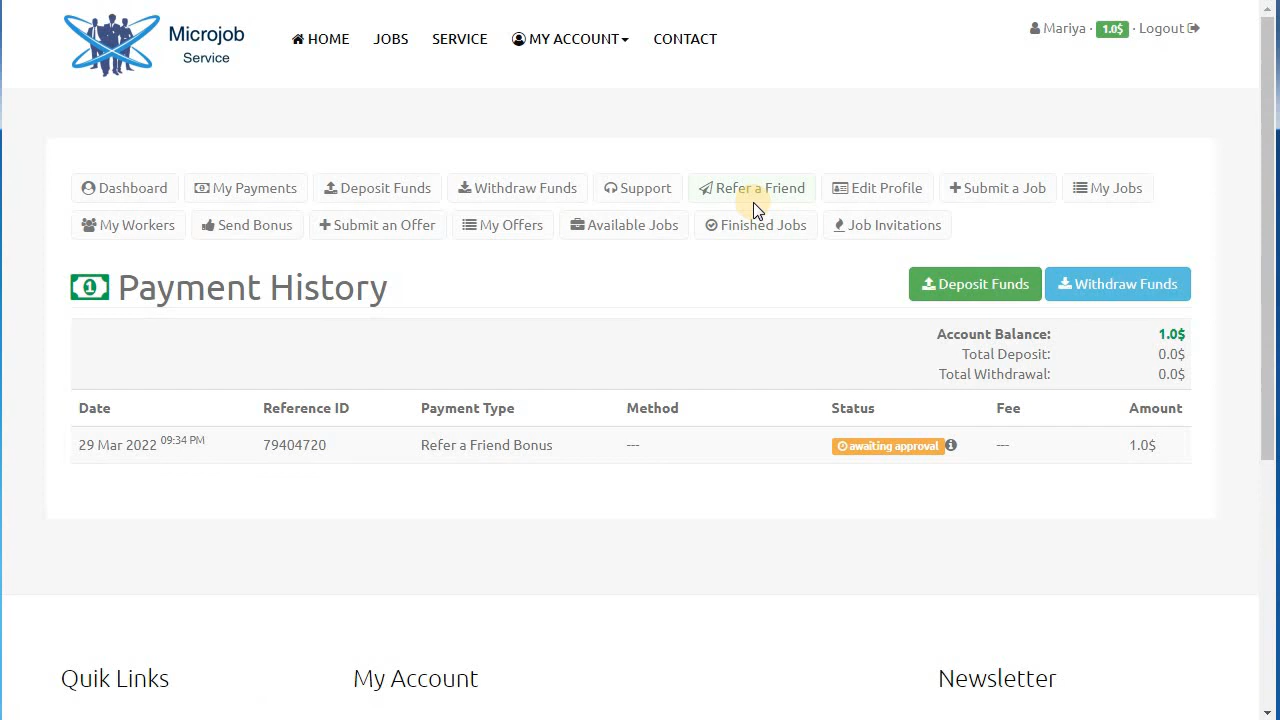 Microjob
Service
HOME JOBS SERVICE MY ACCOUNT CONTACT
Mariya · 1.0$ · Logout
Dashboard My Payments Deposit Funds Withdraw Funds Support Refer a Friend Edit Profile Submit a Job My Jobs
My Workers Send Bonus Submit an Offer My Offers Available Jobs Finished Jobs Job Invitations
Payment History
Deposit Funds Withdraw Funds
Account Balance: 1.0$
Total Deposit: 0.0$
Total Withdrawal: 0.0$
Date Reference ID Payment Type Method Status Fee Amount
29 Mar 2022 09:34 PM 79404720 Refer a Friend Bonus --- awaiting approval --- 1.0$
Quik Links My Account Newsletter